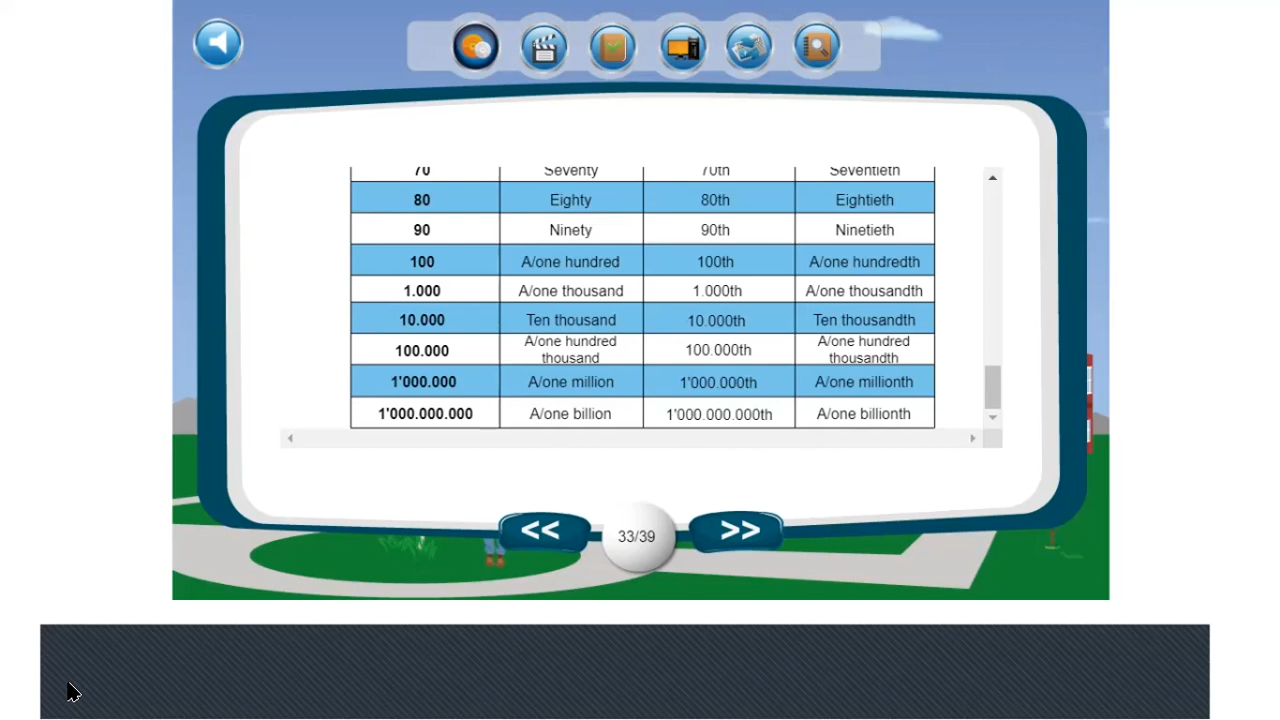 70 Seventy 70th Seventieth
80 Eighty 80th Eightieth
90 Ninety 90th Ninetieth
100 A/one hundred 100th A/one hundredth
1.000 A/one thousand 1.000th A/one thousandth
10.000 Ten thousand 10.000th Ten thousandth
100.000 A/one hundred thousand 100.000th A/one hundred thousandth
1'000.000 A/one million 1'000.000th A/one millionth
1'000.000.000 A/one billion 1'000.000.000th A/one billionth
<< 33/39 >>